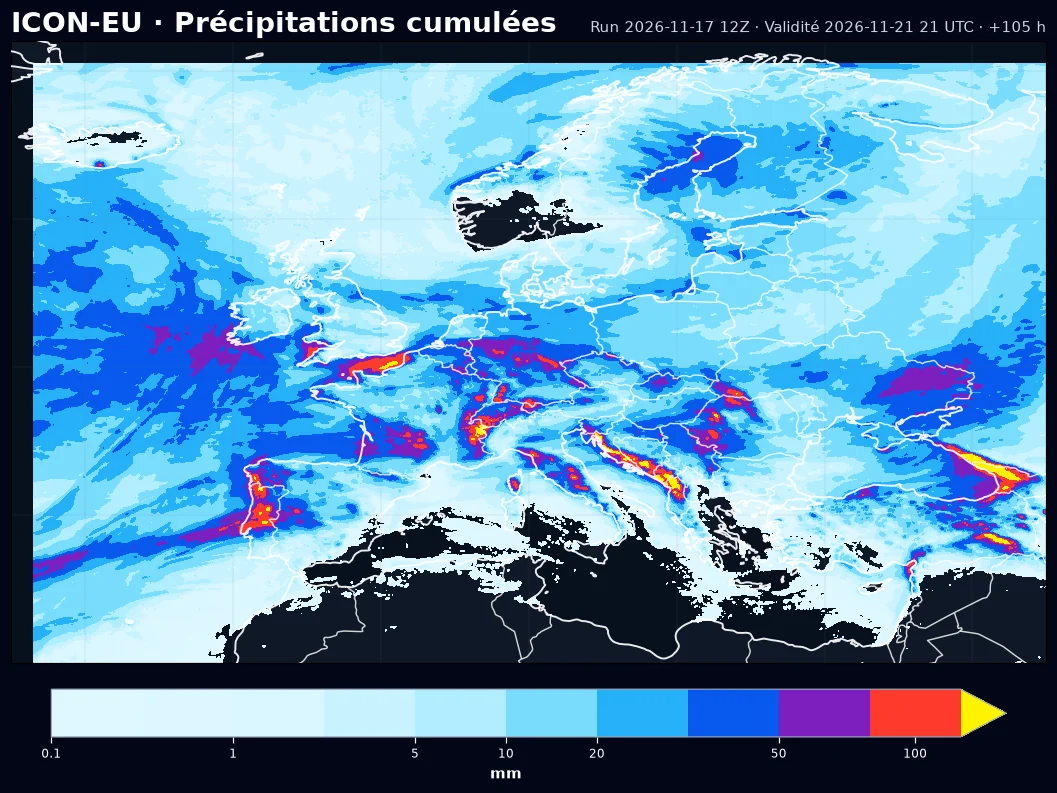 ICON-EU · Précipitations cumulées
Run 2026-11-17 12Z · Validité 2026-11-21 21 UTC · +105 h
0.1 1 5 10 20 50 100
mm